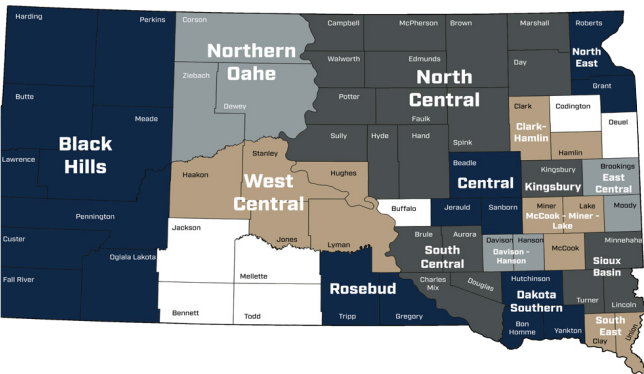 Harding
Perkins
Corson
Campbell
McPherson
Brown
Marshall
Roberts
Northern
Oahe
Walworth
Edmunds
Day
North
East
Ziebach
Dewey
Potter
North
Central
Grant
Butte
Meade
Faulk
Clark
Codington
Deuel
Black
Hills
Sully
Hyde
Hand
Spink
Clark-
Hamlin
Hamlin
Lawrence
Stanley
Haakon
West
Central
Hughes
Beadle
Central
Kingsbury
Kingsbury
Brookings
East
Central
Pennington
Jackson
Buffalo
Jerauld
Sanborn
Miner
Lake
McCook - Miner -
Lake
Moody
Custer
Oglala Lakota
Jones
Lyman
Brule
Aurora
South
Central
Davison
Hanson
Davison -
Hanson
McCook
Minnehaha
Sioux
Basin
Fall River
Mellette
Rosebud
Charles
Mix
Douglas
Hutchinson
Dakota
Southern
Turner
Lincoln
Bennett
Todd
Tripp
Gregory
Bon
Homme
Yankton
South
East
Clay
Union